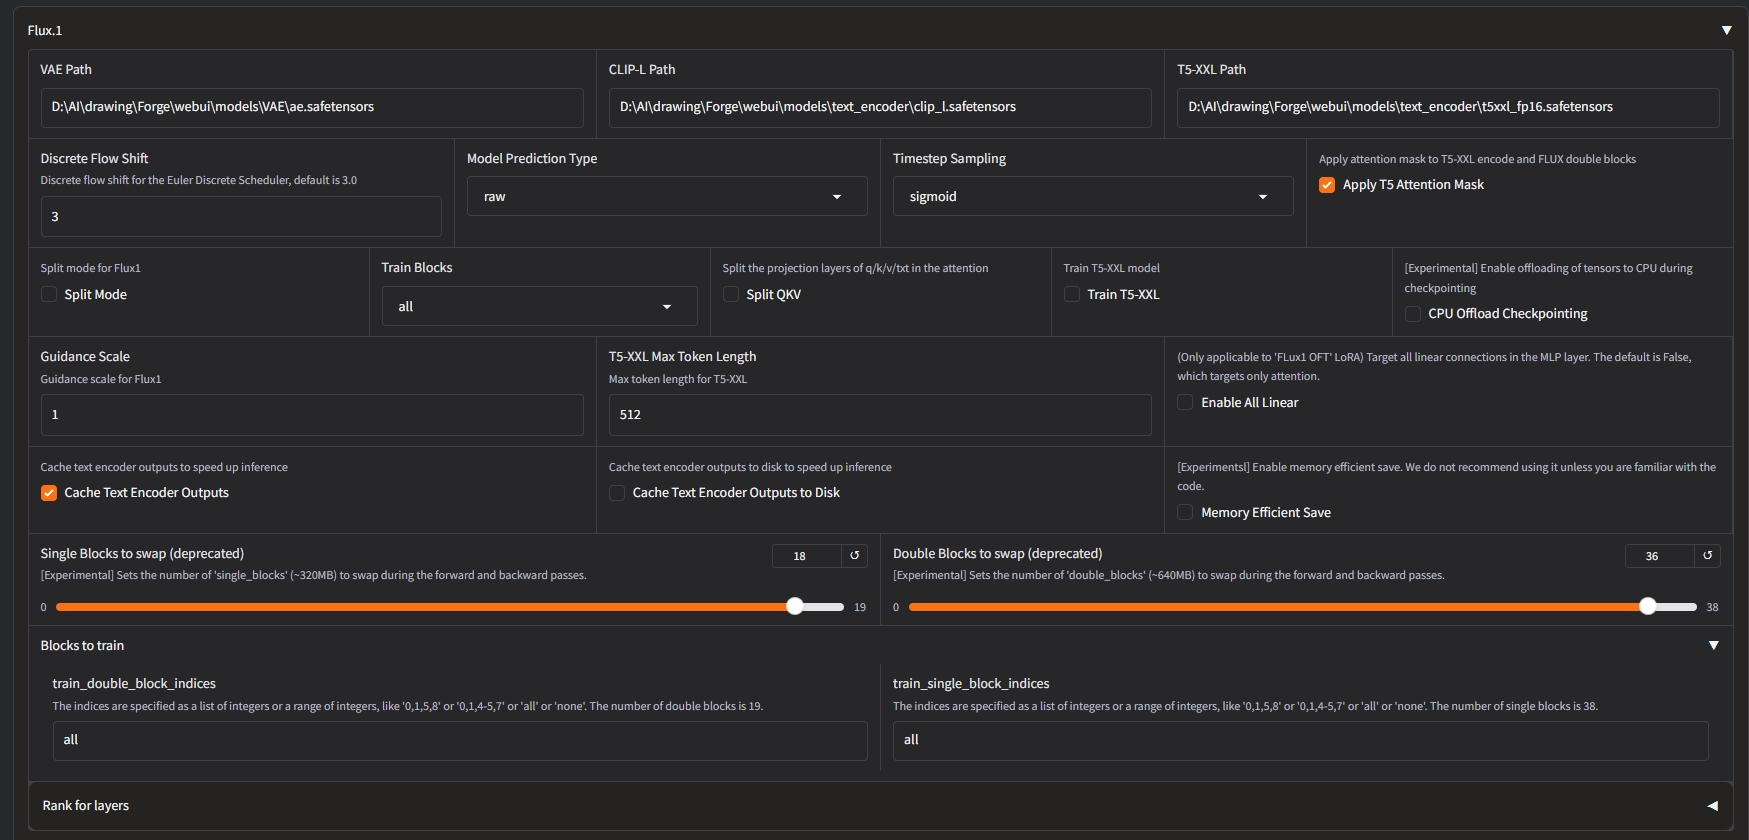 Flux.1
VAE Path
D:\AI\drawing\Forge\webui\models\VAE\ae.safetensors
CLIP-L Path
D:\AI\drawing\Forge\webui\models\text_encoder\clip_l.safetensors
T5-XXL Path
D:\AI\drawing\Forge\webui\models\text_encoder\t5xxl_fp16.safetensors
Discrete Flow Shift
Discrete flow shift for the Euler Discrete Scheduler, default is 3.0
3
Model Prediction Type
raw
Timestep Sampling
sigmoid
Apply attention mask to T5-XXL encode and FLUX double blocks
Apply T5 Attention Mask
Split mode for Flux1
Split Mode
Train Blocks
all
Split the projection layers of q/k/v/txt in the attention
Split QKV
Train T5-XXL model
Train T5-XXL
[Experimental] Enable offloading of tensors to CPU during
checkpointing
CPU Offload Checkpointing
Guidance Scale
Guidance scale for Flux1
1
T5-XXL Max Token Length
Max token length for T5-XXL
512
(Only applicable to 'FLux1 OFT' LoRA) Target all linear connections in the MLP layer. The default is False,
which targets only attention.
Enable All Linear
Cache text encoder outputs to speed up inference
Cache Text Encoder Outputs
Cache text encoder outputs to disk to speed up inference
Cache Text Encoder Outputs to Disk
[Experimentsl] Enable memory efficient save. We do not recommend using it unless you are familiar with the
code.
Memory Efficient Save
Single Blocks to swap (deprecated)
18
[Experimental] Sets the number of 'single_blocks' (~320MB) to swap during the forward and backward passes.
0
19
Double Blocks to swap (deprecated)
36
[Experimental] Sets the number of 'double_blocks' (~640MB) to swap during the forward and backward passes.
0
38
Blocks to train
train_double_block_indices
The indices are specified as a list of integers or a range of integers, like '0,1,5,8' or '0,1,4-5,7' or 'all' or 'none'. The number of double blocks is 19.
all
train_single_block_indices
The indices are specified as a list of integers or a range of integers, like '0,1,5,8' or '0,1,4-5,7' or 'all' or 'none'. The number of single blocks is 38.
all
Rank for layers